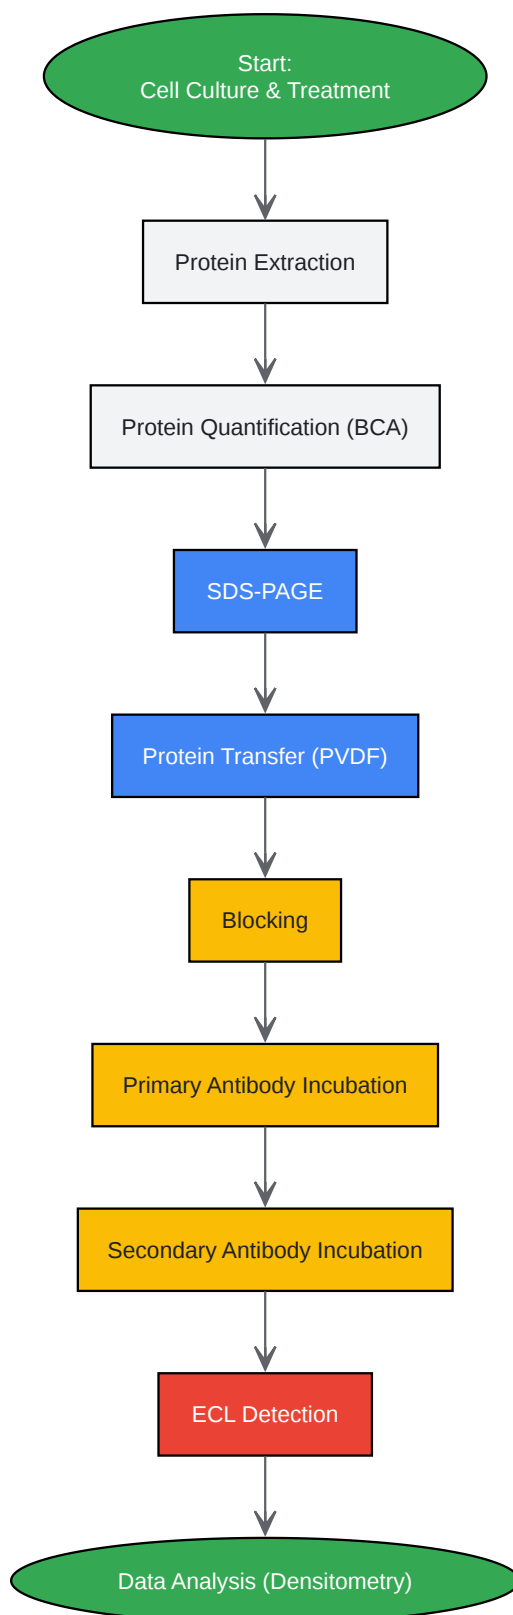 Start:
Cell Culture & Treatment
Protein Extraction
Protein Quantification (BCA)
SDS-PAGE
Protein Transfer (PVDF)
Blocking
Primary Antibody Incubation
Secondary Antibody Incubation
ECL Detection
Data Analysis (Densitometry)